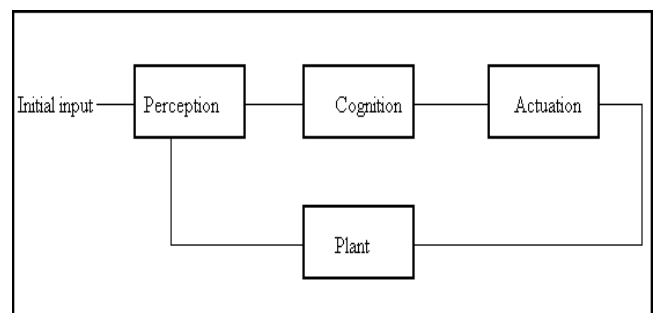 Initial input
Perception
Cognition
Actuation
Plant